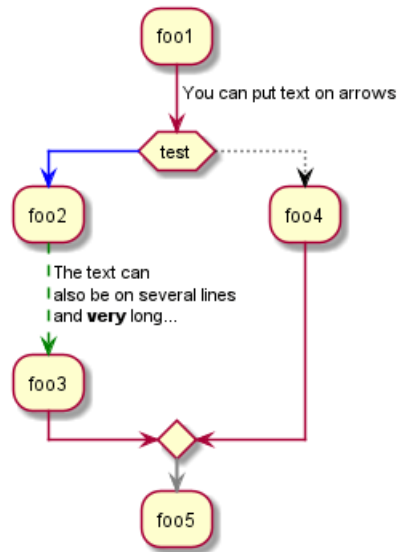 foo1
You can put text on arrows
test
foo2
foo4
The text can
also be on several lines
and very long...
foo3
foo5